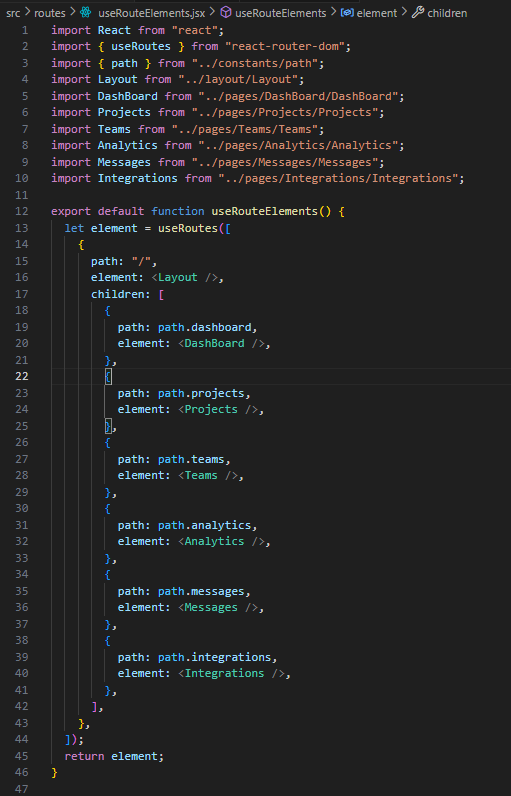 src > routes > useRouteElements.jsx > useRouteElements > element > children
1 import React from "react";
2 import { useRoutes } from "react-router-dom";
3 import { path } from "../constants/path";
4 import Layout from "../layout/Layout";
5 import DashBoard from "../pages/DashBoard/DashBoard";
6 import Projects from "../pages/Projects/Projects";
7 import Teams from "../pages/Teams/Teams";
8 import Analytics from "../pages/Analytics/Analytics";
9 import Messages from "../pages/Messages/Messages";
10 import Integrations from "../pages/Integrations/Integrations";
11
12 export default function useRouteElements() {
13   let element = useRoutes([
14     {
15       path: "/",
16       element: <Layout />,
17       children: [
18         {
19           path: path.dashboard,
20           element: <DashBoard />,
21         },
22         {
23           path: path.projects,
24           element: <Projects />,
25         },
26         {
27           path: path.teams,
28           element: <Teams />,
29         },
30         {
31           path: path.analytics,
32           element: <Analytics />,
33         },
34         {
35           path: path.messages,
36           element: <Messages />,
37         },
38         {
39           path: path.integrations,
40           element: <Integrations />,
41         },
42       ],
43     },
44   ]);
45   return element;
46 }
47